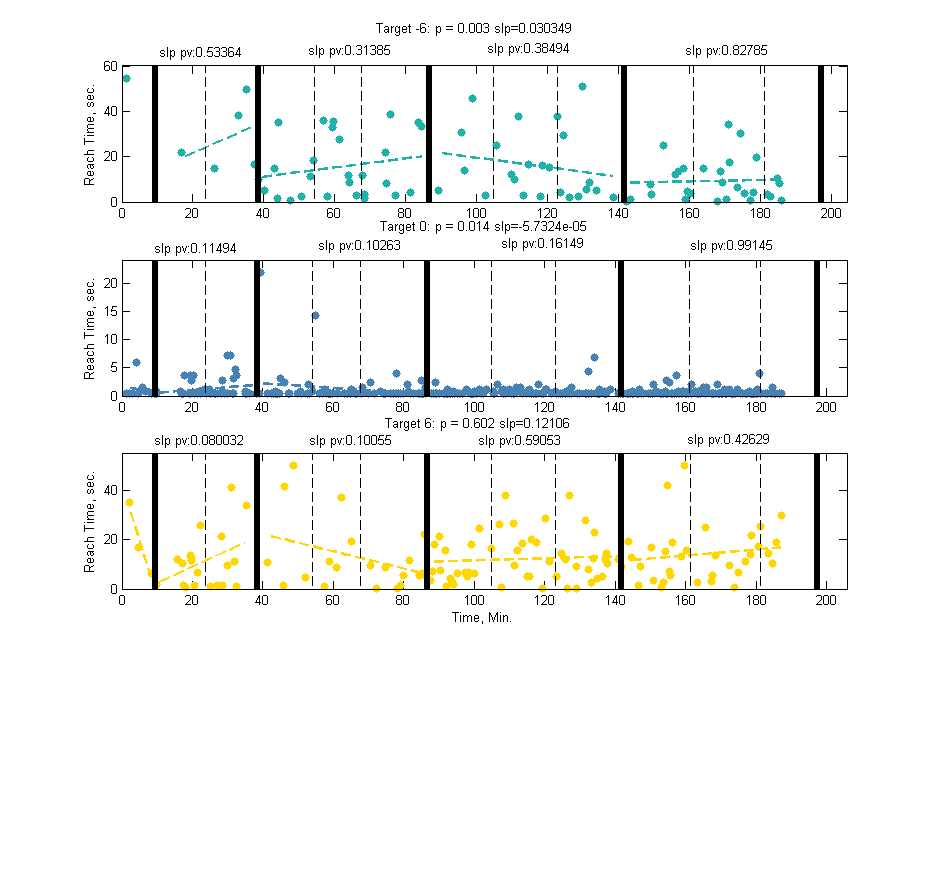 Target -6: p = 0.003 slp=0.030349
slp pv:0.53364 slp pv:0.31385 slp pv:0.38494 slp pv:0.82785
60
40
20
0
Reach Time, sec.
0 20 40 60 80 100 120 140 160 180 200
Target 0: p = 0.014 slp=-5.7324e-05
slp pv:0.11494 slp pv:0.10263 slp pv:0.16149 slp pv:0.99145
20
15
10
5
0
Reach Time, sec.
0 20 40 60 80 100 120 140 160 180 200
Target 6: p = 0.602 slp=0.12106
slp pv:0.080032 slp pv:0.10055 slp pv:0.59053 slp pv:0.42629
40
20
0
Reach Time, sec.
0 20 40 60 80 100 120 140 160 180 200
Time, Min.